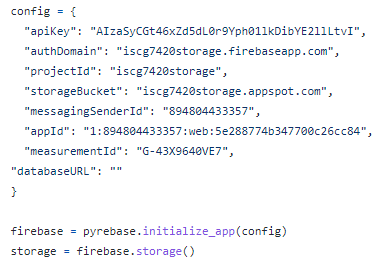 config = {
"apiKey": "AIzaSyCGt46xZd5dL0r9Yph01lkDibYE2llLtvI",
"authDomain": "iscg7420storage.firebaseapp.com",
"projectId": "iscg7420storage",
"storageBucket": "iscg7420storage.appspot.com",
"messagingSenderId": "894804433357",
"appId": "1:894804433357:web:5e288774b347700c26cc84",
"measurementId": "G-43X9640VE7",
"databaseURL": ""
}
firebase = pyrebase.initialize_app(config)
storage = firebase.storage()